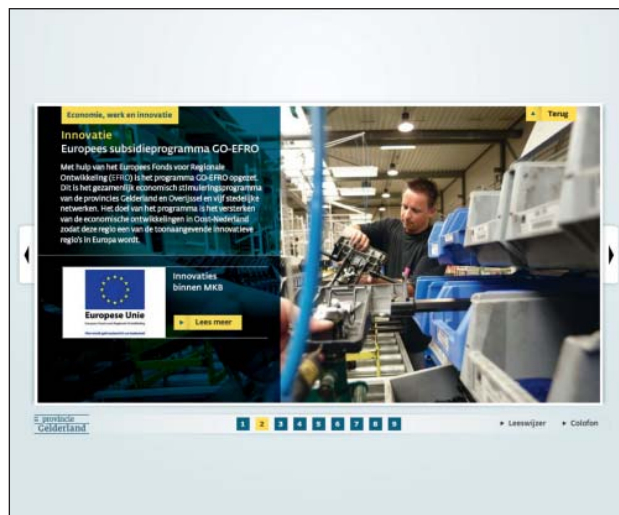 Economie, werk en innovatie
Terug
Innovatie
Europees subsidieprogramma GO-EFRO
Met hulp van het Europees Fonds voor Regionale
Ontwikkeling (EFRO) is het programma GO-EFRO opgezet.
Dit is het gezamenlijk economisch stimuleringsprogramma
van de provincies Gelderland en Overijssel en vijf stedelijke
netwerken. Het doel van het programma is het versterken
van de economische ontwikkelingen in Oost-Nederland
zodat deze regio een van de toonaangevende innovatieve
regio's in Europa wordt.
Innovaties
binnen MKB
Europese Unie
Lees meer
provincie
Gelderland
1 2 3 4 5 6 7 8 9
Leeswijzer
Colofon